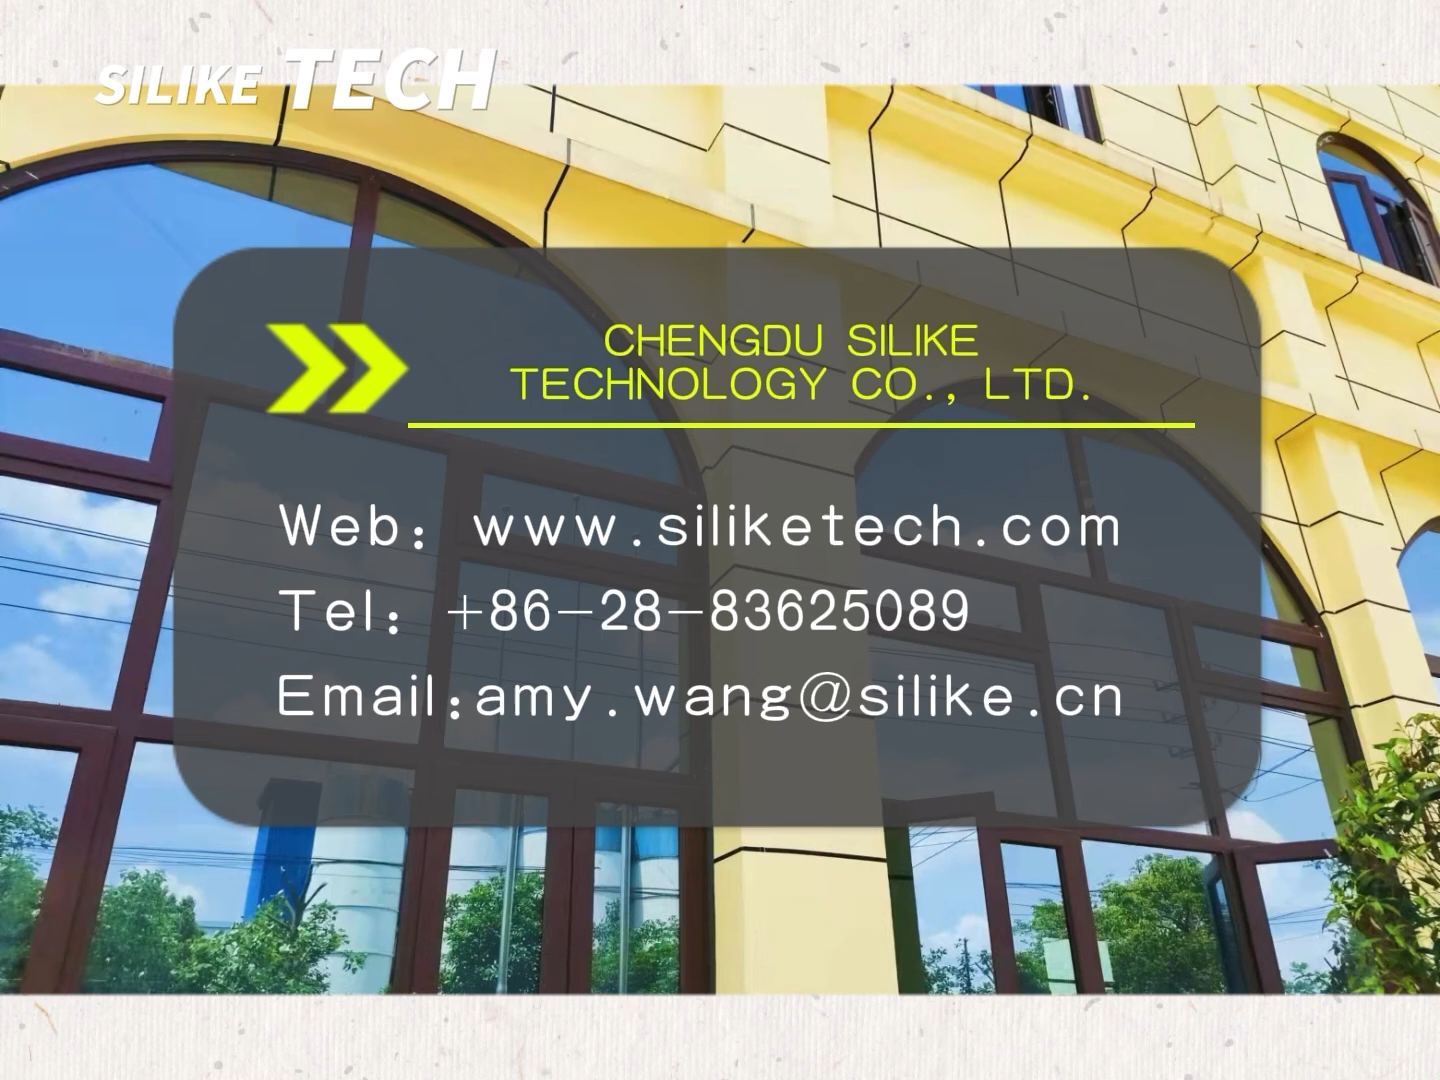 SILIKE TECH
CHENGDU SILIKE
TECHNOLOGY CO., LTD.
Web：www.siliketech.com
Tel：+86-28-83625089
Email:amy.wang@silike.cn